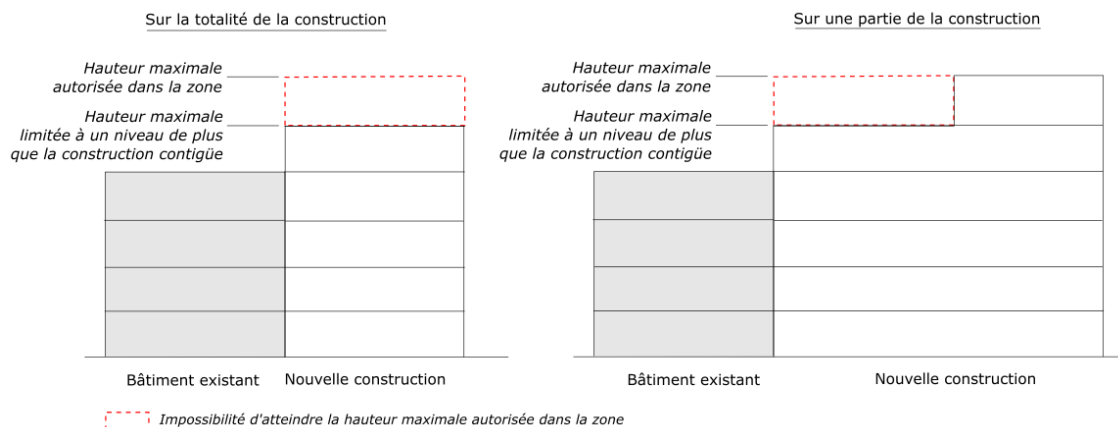 Sur la totalité de la construction
Hauteur maximale
autorisée dans la zone
Hauteur maximale
limitée à un niveau de plus
que la construction contigüe
Bâtiment existant
Nouvelle construction
Sur une partie de la construction
Hauteur maximale
autorisée dans la zone
Hauteur maximale
limitée à un niveau de plus
que la construction contigüe
Bâtiment existant
Nouvelle construction
Impossibilité d'atteindre la hauteur maximale autorisée dans la zone